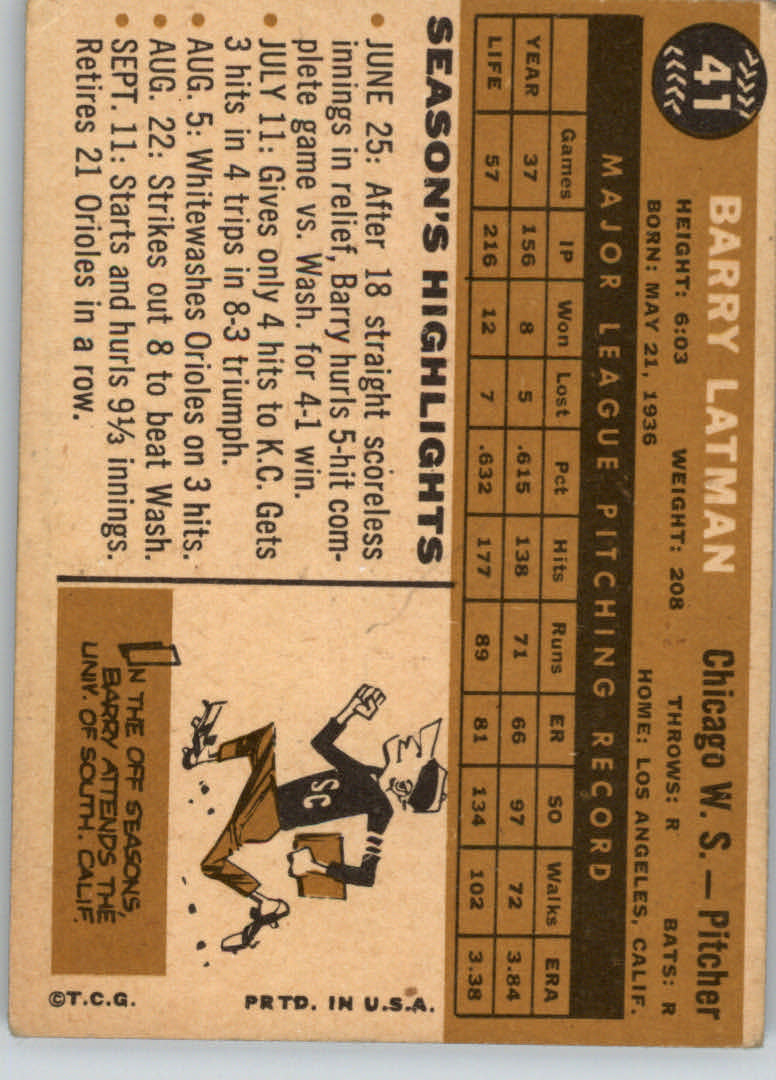 41
BARRY LATMAN
Chicago W. S. — Pitcher
HEIGHT: 6:03 WEIGHT: 208 THROWS: R BATS: R
BORN: MAY 21, 1936 HOME: LOS ANGELES, CALIF.
MAJOR LEAGUE PITCHING RECORD
Games IP Won Lost Pct Hits Runs ER SO Walks ERA
YEAR 37 156 8 5 .615 138 71 66 97 72 3.84
LIFE 57 216 12 7 .632 177 89 81 134 102 3.38
SEASON'S HIGHLIGHTS
• JUNE 25: After 18 straight scoreless
innings in relief, Barry hurls 5-hit com-
plete game vs. Wash. for 4-1 win.
• JULY 11: Gives only 4 hits to K.C. Gets
3 hits in 4 trips in 8-3 triumph.
• AUG. 5: Whitewashes Orioles on 3 hits.
• AUG. 22: Strikes out 8 to beat Wash.
• SEPT. 11: Starts and hurls 9⅓ innings.
Retires 21 Orioles in a row.
SC
IN THE OFF SEASONS,
BARRY ATTENDS THE
UNIV. OF SOUTH. CALIF.
©T.C.G.
PRTD. IN U.S.A.